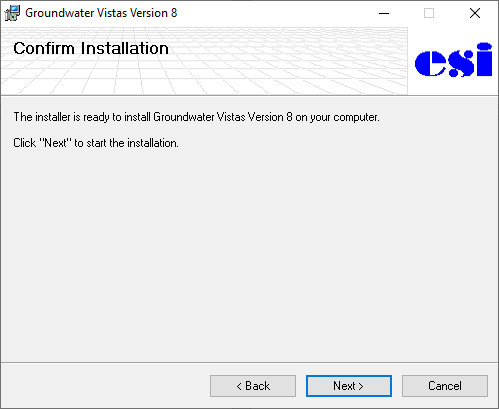 Groundwater Vistas Version 8
Confirm Installation
esi
The installer is ready to install Groundwater Vistas Version 8 on your computer.
Click "Next" to start the installation.
< Back
Next >
Cancel